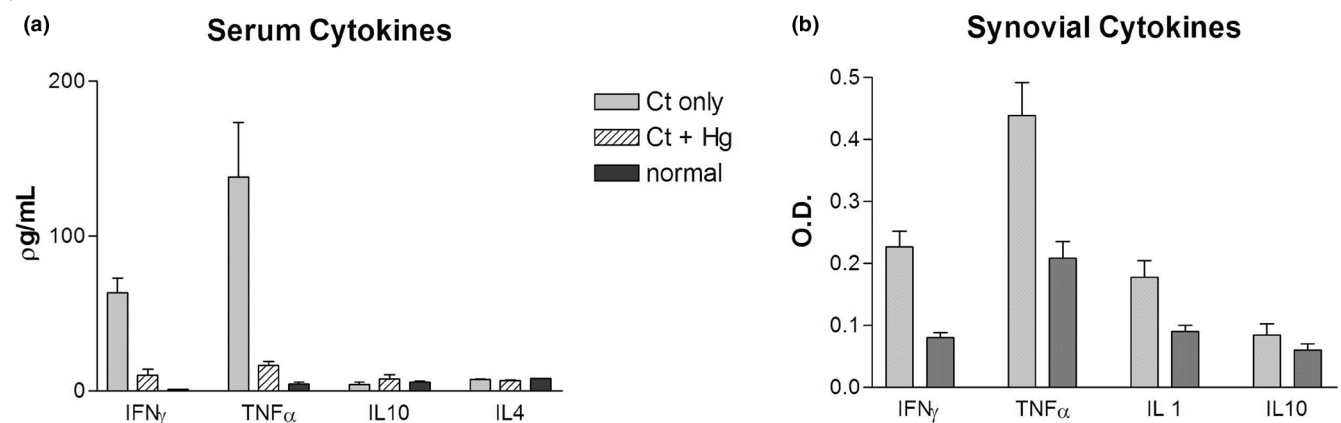 (a)
Serum Cytokines
200
100
0
ρg/mL
IFNγ TNFα IL10 IL4
Ct only
Ct + Hg
normal
(b)
Synovial Cytokines
0.5
0.4
0.3
0.2
0.1
0.0
O.D.
IFNγ TNFα IL 1 IL10